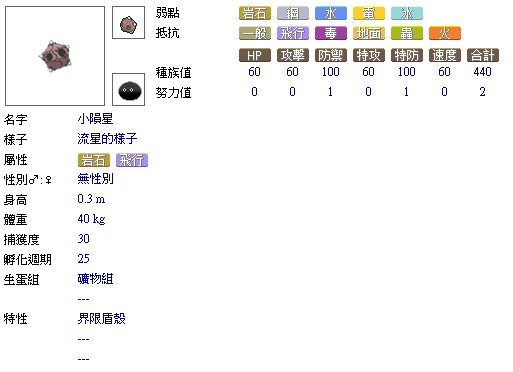 弱點 岩石 鋼 水 電 冰
抵抗 一般 飛行 毒 地面 蟲 火
HP 攻擊 防禦 特攻 特防 速度 合計
種族值 60 60 100 60 100 60 440
努力值 0 0 1 0 1 0 2
名字 小隕星
樣子 流星的樣子
屬性 岩石 飛行
性別♂:♀ 無性別
身高 0.3 m
體重 40 kg
捕獲度 30
孵化週期 25
生蛋組 礦物組
---
特性 界限盾殼
---
---